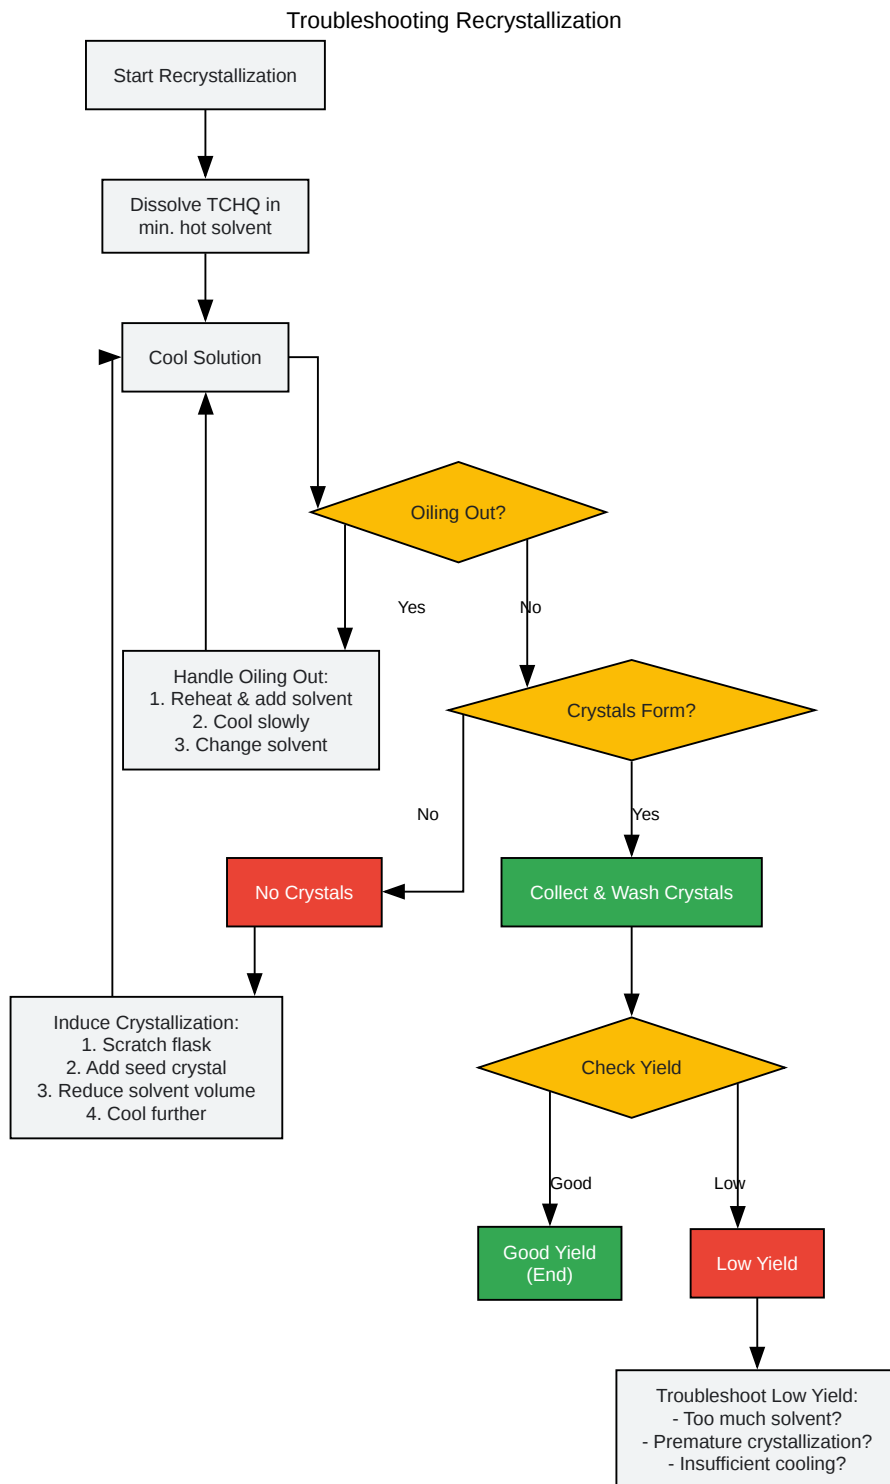 Troubleshooting Recrystallization
Start Recrystallization
Dissolve TCHQ in
min. hot solvent
Cool Solution
Oiling Out?
Yes
No
Handle Oiling Out:
1. Reheat & add solvent
2. Cool slowly
3. Change solvent
Crystals Form?
No
Yes
No Crystals
Collect & Wash Crystals
Induce Crystallization:
1. Scratch flask
2. Add seed crystal
3. Reduce solvent volume
4. Cool further
Check Yield
Good
Low
Good Yield
(End)
Low Yield
Troubleshoot Low Yield:
- Too much solvent?
- Premature crystallization?
- Insufficient cooling?